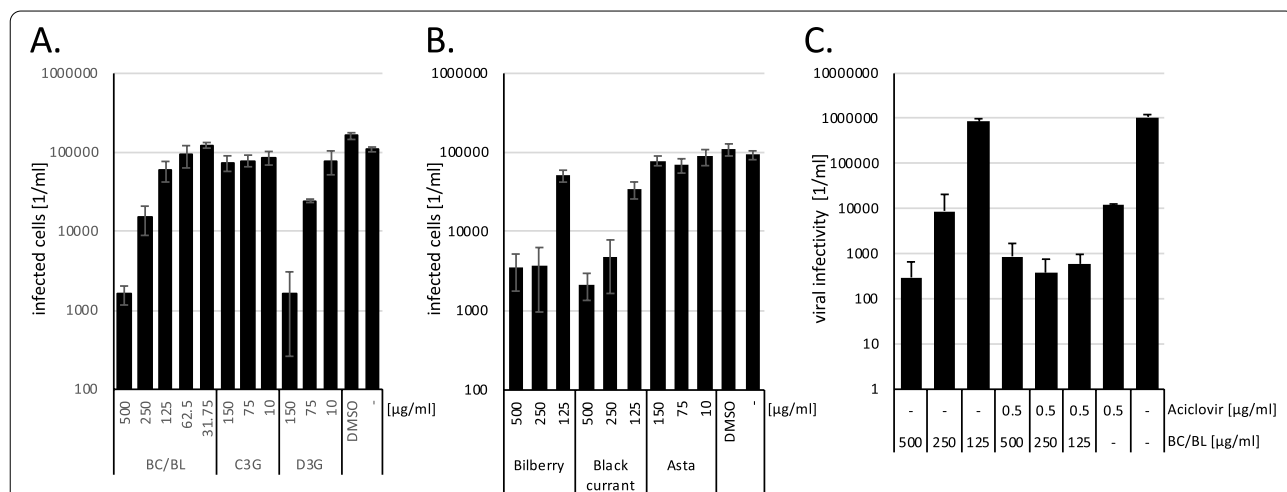 A.
infected cells [1/ml]
1000000
100000
10000
1000
100
500 250 125 62.5 31.75 150 75 10 150 75 10 DMSO - [µg/ml]
BC/BL C3G D3G
B.
infected cells [1/ml]
1000000
100000
10000
1000
100
500 250 125 500 250 125 150 75 10 DMSO - [µg/ml]
Bilberry Black currant Asta
C.
viral infectivity [1/ml]
10000000
1000000
100000
10000
1000
100
10
1
- - - 0.5 0.5 0.5 0.5 - Aciclovir [µg/ml]
500 250 125 500 250 125 - - BC/BL [µg/ml]